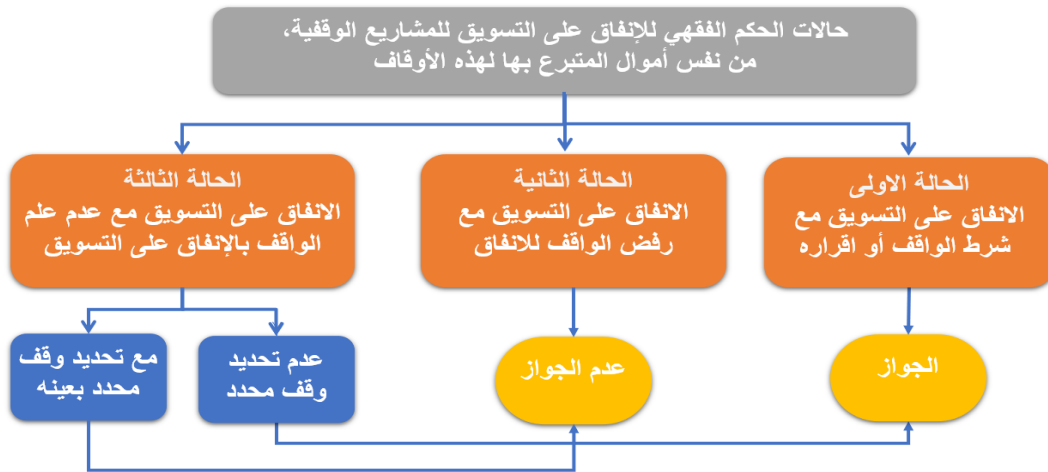 حالات الحكم الفقهي للإنفاق على التسويق للمشاريع الوقفية،
من نفس أموال المتبرع بها لهذه الأوقاف
الحالة الاولى
الانفاق على التسويق مع
شرط الواقف أو اقراره
الحالة الثانية
الانفاق على التسويق مع
رفض الواقف للانفاق
الحالة الثالثة
الانفاق على التسويق مع عدم علم
الواقف بالإنفاق على التسويق
الجواز
عدم الجواز
عدم تحديد
وقف محدد
مع تحديد وقف
محدد بعينه